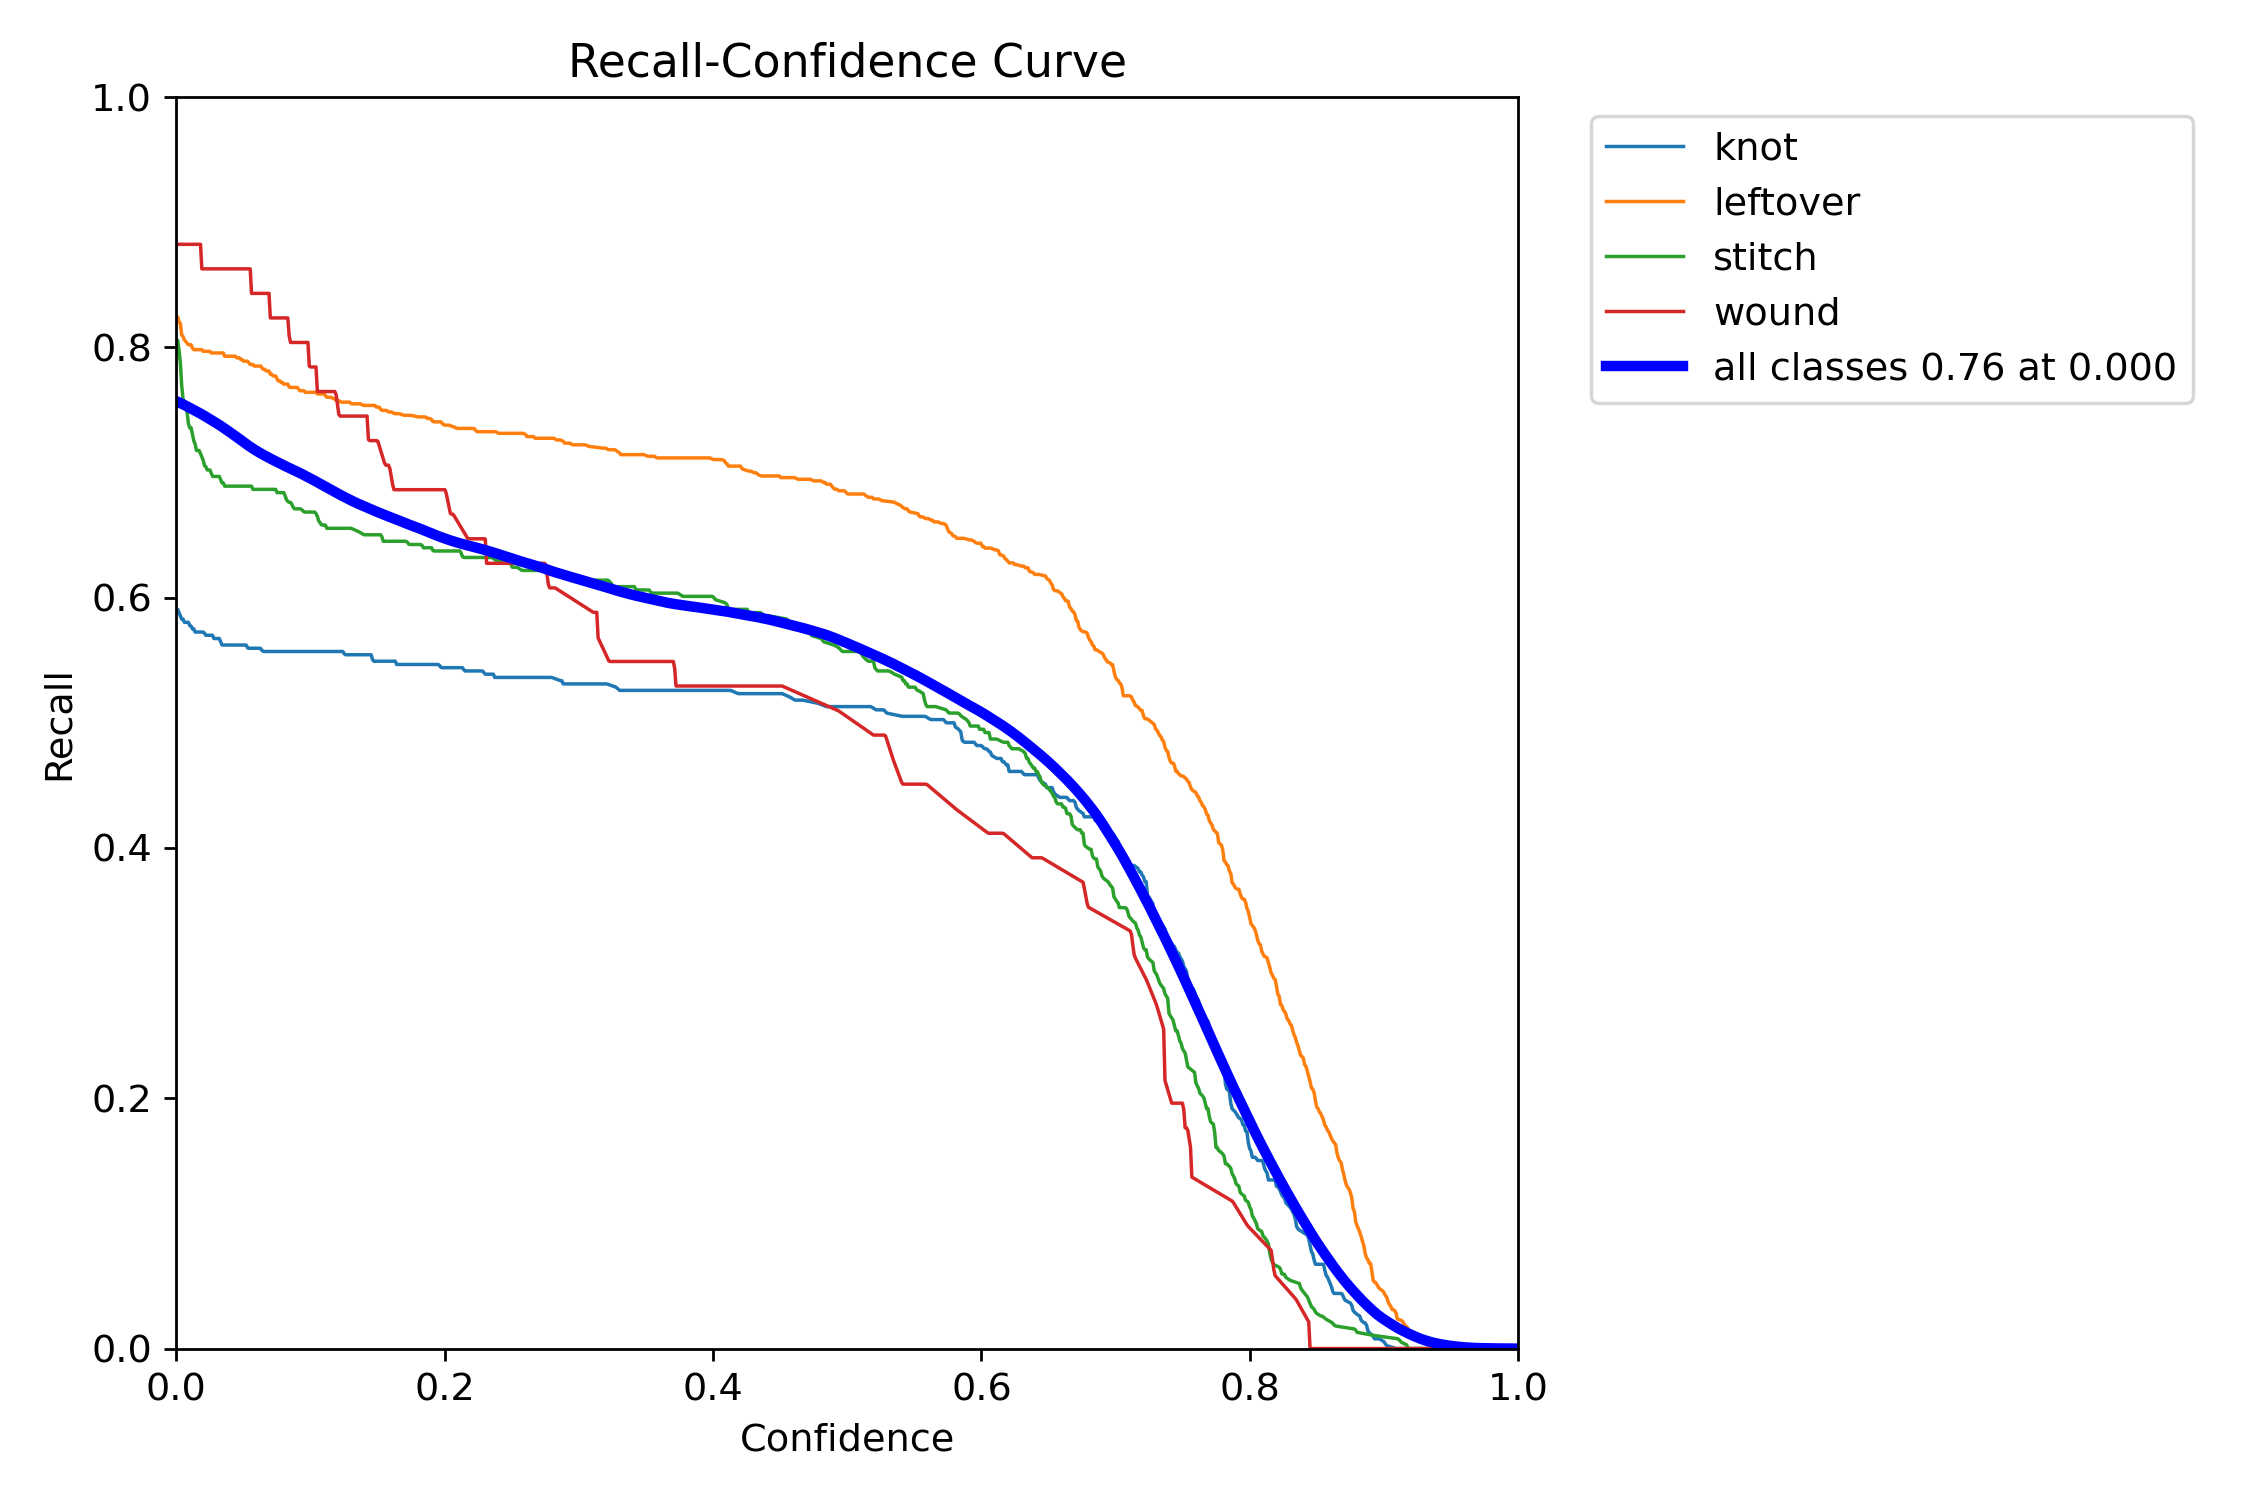 Recall-Confidence Curve
1.0
0.8
0.6
0.4
0.2
0.0
Recall
0.0 0.2 0.4 0.6 0.8 1.0
Confidence
knot
leftover
stitch
wound
all classes 0.76 at 0.000